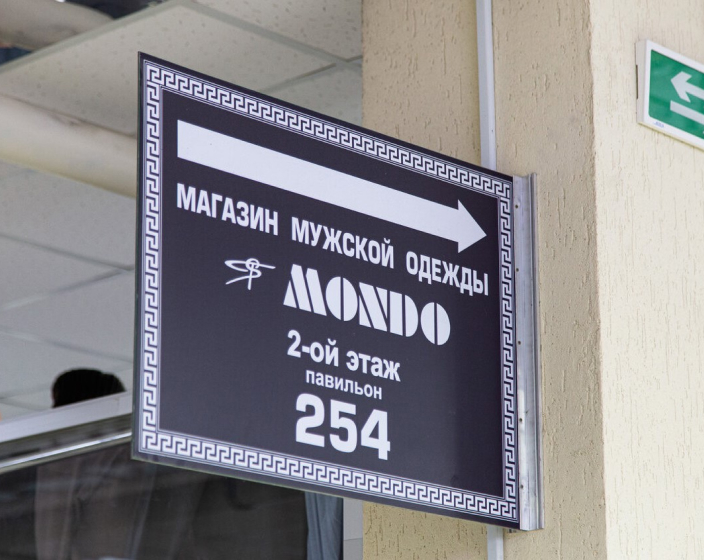 МАГАЗИН МУЖСКОЙ ОДЕЖДЫ
MONDO
2-ой этаж
павильон
254